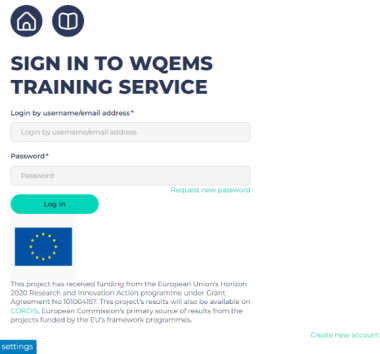 SIGN IN TO WQEMS
TRAINING SERVICE
Login by username/email address*
Login by username/email address
Password*
Password
Request new password
Log in
This project has received funding from the European Union's Horizon
2020 Research and Innovation Action programme under Grant
Agreement No 101004157. This project's results will also be available on
CORDIS, European Commission's primary source of results from the
projects funded by the EU's framework programmes.
Create new account
settings